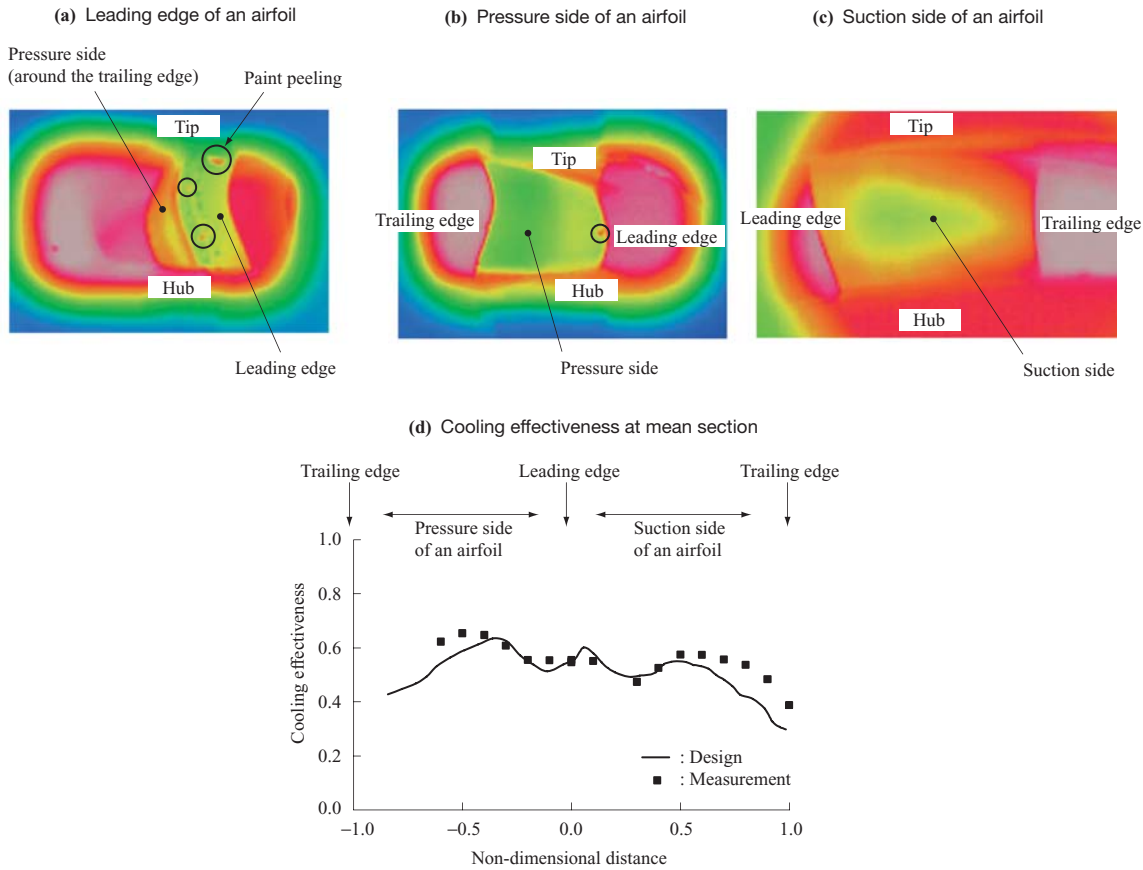 (a) Leading edge of an airfoil
(b) Pressure side of an airfoil
(c) Suction side of an airfoil
Pressure side
(around the trailing edge)
Paint peeling
Tip
Hub
Leading edge
Tip
Trailing edge
Leading edge
Hub
Pressure side
Tip
Leading edge
Trailing edge
Hub
Suction side
(d) Cooling effectiveness at mean section
Trailing edge
Leading edge
Trailing edge
Pressure side
of an airfoil
Suction side
of an airfoil
Cooling effectiveness
1.0
0.8
0.6
0.4
0.2
0.0
: Design
: Measurement
−1.0
−0.5
0.0
0.5
1.0
Non-dimensional distance